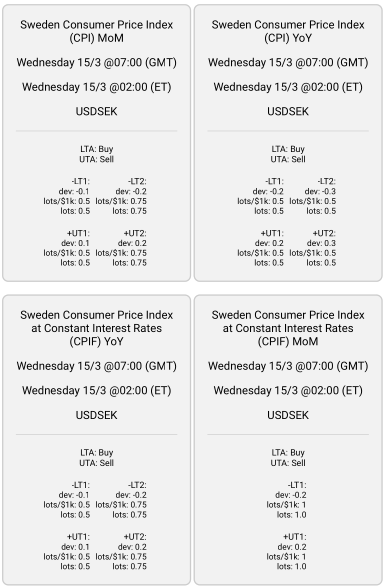 Sweden Consumer Price Index
(CPI) MoM
Wednesday 15/3 @07:00 (GMT)
Wednesday 15/3 @02:00 (ET)
USDSEK
LTA: Buy
UTA: Sell
-LT1: -LT2:
dev: -0.1 dev: -0.2
lots/$1k: 0.5 lots/$1k: 0.75
lots: 0.5 lots: 0.75
+UT1: +UT2:
dev: 0.1 dev: 0.2
lots/$1k: 0.5 lots/$1k: 0.75
lots: 0.5 lots: 0.75
Sweden Consumer Price Index
(CPI) YoY
Wednesday 15/3 @07:00 (GMT)
Wednesday 15/3 @02:00 (ET)
USDSEK
LTA: Buy
UTA: Sell
-LT1: -LT2:
dev: -0.2 dev: -0.3
lots/$1k: 0.5 lots/$1k: 0.5
lots: 0.5 lots: 0.5
+UT1: +UT2:
dev: 0.2 dev: 0.3
lots/$1k: 0.5 lots/$1k: 0.5
lots: 0.5 lots: 0.5
Sweden Consumer Price Index
at Constant Interest Rates
(CPIF) YoY
Wednesday 15/3 @07:00 (GMT)
Wednesday 15/3 @02:00 (ET)
USDSEK
LTA: Buy
UTA: Sell
-LT1: -LT2:
dev: -0.1 dev: -0.2
lots/$1k: 0.5 lots/$1k: 0.75
lots: 0.5 lots: 0.75
+UT1: +UT2:
dev: 0.1 dev: 0.2
lots/$1k: 0.5 lots/$1k: 0.75
lots: 0.5 lots: 0.75
Sweden Consumer Price Index
at Constant Interest Rates
(CPIF) MoM
Wednesday 15/3 @07:00 (GMT)
Wednesday 15/3 @02:00 (ET)
USDSEK
LTA: Buy
UTA: Sell
-LT1:
dev: -0.2
lots/$1k: 1
lots: 1.0
+UT1:
dev: 0.2
lots/$1k: 1
lots: 1.0